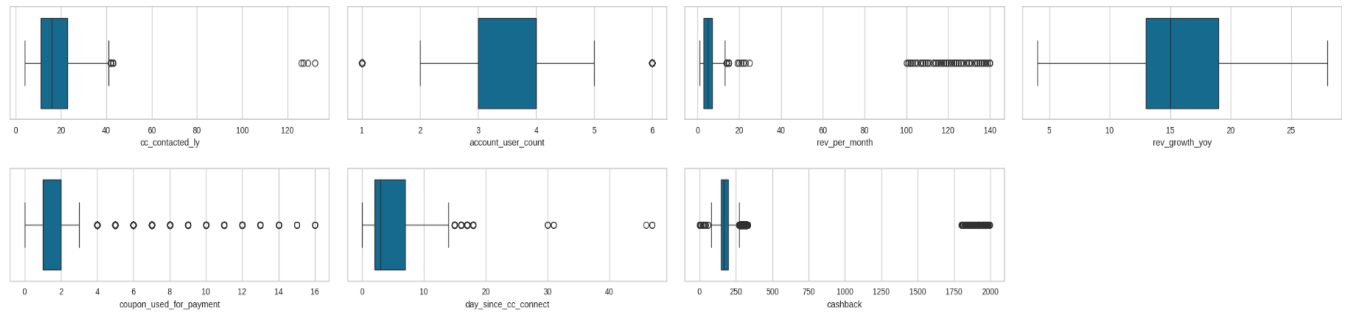 0 20 40 60 80 100 120
cc_contacted_ly
1 2 3 4 5 6
account_user_count
0 20 40 60 80 100 120 140
rev_per_month
5 10 15 20 25
rev_growth_yoy
0 2 4 6 8 10 12 14 16
coupon_used_for_payment
0 10 20 30 40
day_since_cc_connect
0 250 500 750 1000 1250 1500 1750 2000
cashback